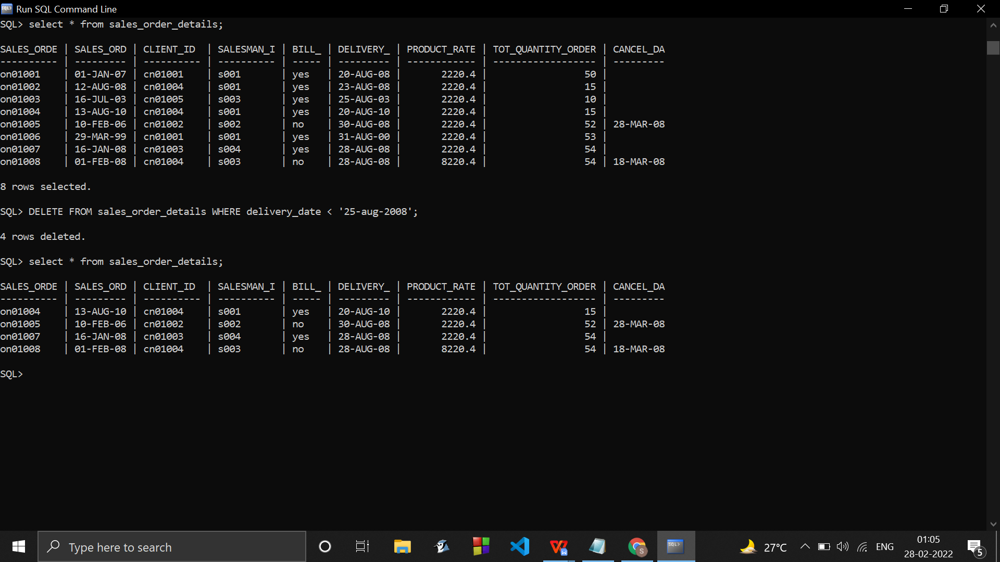 Run SQL Command Line
SQL> select * from sales_order_details;
SALES_ORDE | SALES_ORD | CLIENT_ID  | SALESMAN_I | BILL_ | DELIVERY_ | PRODUCT_RATE | TOT_QUANTITY_ORDER | CANCEL_DA
---------- | --------- | ---------- | ---------- | ----- | --------- | ------------ | ------------------ | ---------
on01001    | 01-JAN-07 | cn01001    | s001       | yes   | 20-AUG-08 |       2220.4 |                 50 |
on01002    | 12-AUG-08 | cn01004    | s001       | yes   | 23-AUG-08 |       2220.4 |                 15 |
on01003    | 16-JUL-03 | cn01005    | s003       | yes   | 25-AUG-03 |       2220.4 |                 10 |
on01004    | 13-AUG-10 | cn01004    | s001       | yes   | 20-AUG-10 |       2220.4 |                 15 |
on01005    | 10-FEB-06 | cn01002    | s002       | no    | 30-AUG-08 |       2220.4 |                 52 | 28-MAR-08
on01006    | 29-MAR-99 | cn01001    | s001       | yes   | 31-AUG-00 |       2220.4 |                 53 |
on01007    | 16-JAN-08 | cn01003    | s004       | yes   | 28-AUG-08 |       2220.4 |                 54 |
on01008    | 01-FEB-08 | cn01004    | s003       | no    | 28-AUG-08 |       8220.4 |                 54 | 18-MAR-08
8 rows selected.
SQL> DELETE FROM sales_order_details WHERE delivery_date < '25-aug-2008';
4 rows deleted.
SQL> select * from sales_order_details;
SALES_ORDE | SALES_ORD | CLIENT_ID  | SALESMAN_I | BILL_ | DELIVERY_ | PRODUCT_RATE | TOT_QUANTITY_ORDER | CANCEL_DA
---------- | --------- | ---------- | ---------- | ----- | --------- | ------------ | ------------------ | ---------
on01004    | 13-AUG-10 | cn01004    | s001       | yes   | 20-AUG-10 |       2220.4 |                 15 |
on01005    | 10-FEB-06 | cn01002    | s002       | no    | 30-AUG-08 |       2220.4 |                 52 | 28-MAR-08
on01007    | 16-JAN-08 | cn01003    | s004       | yes   | 28-AUG-08 |       2220.4 |                 54 |
on01008    | 01-FEB-08 | cn01004    | s003       | no    | 28-AUG-08 |       8220.4 |                 54 | 18-MAR-08
SQL>
Type here to search
27°C
ENG
01:05
28-02-2022
5